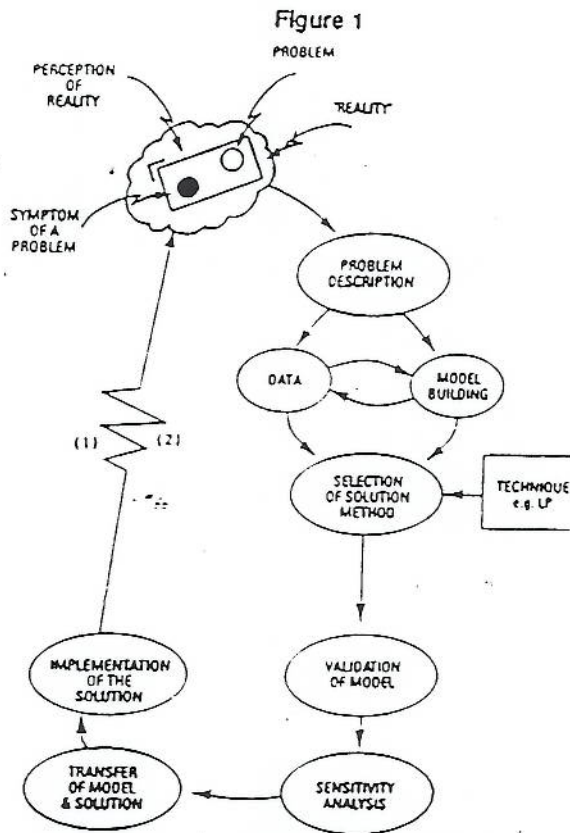 Figure 1
PROBLEM
PERCEPTION
OF
REALITY
"REALITY"
SYMPTOM
OF A
PROBLEM
PROBLEM
DESCRIPTION
DATA
MODEL
BUILDING
(1)
(2)
SELECTION
OF SOLUTION
METHOD
TECHNIQUE
e.g. LP
IMPLEMENTATION
OF THE
SOLUTION
VALIDATION
OF MODEL
TRANSFER
OF MODEL
& SOLUTION
SENSITIVITY
ANALYSIS